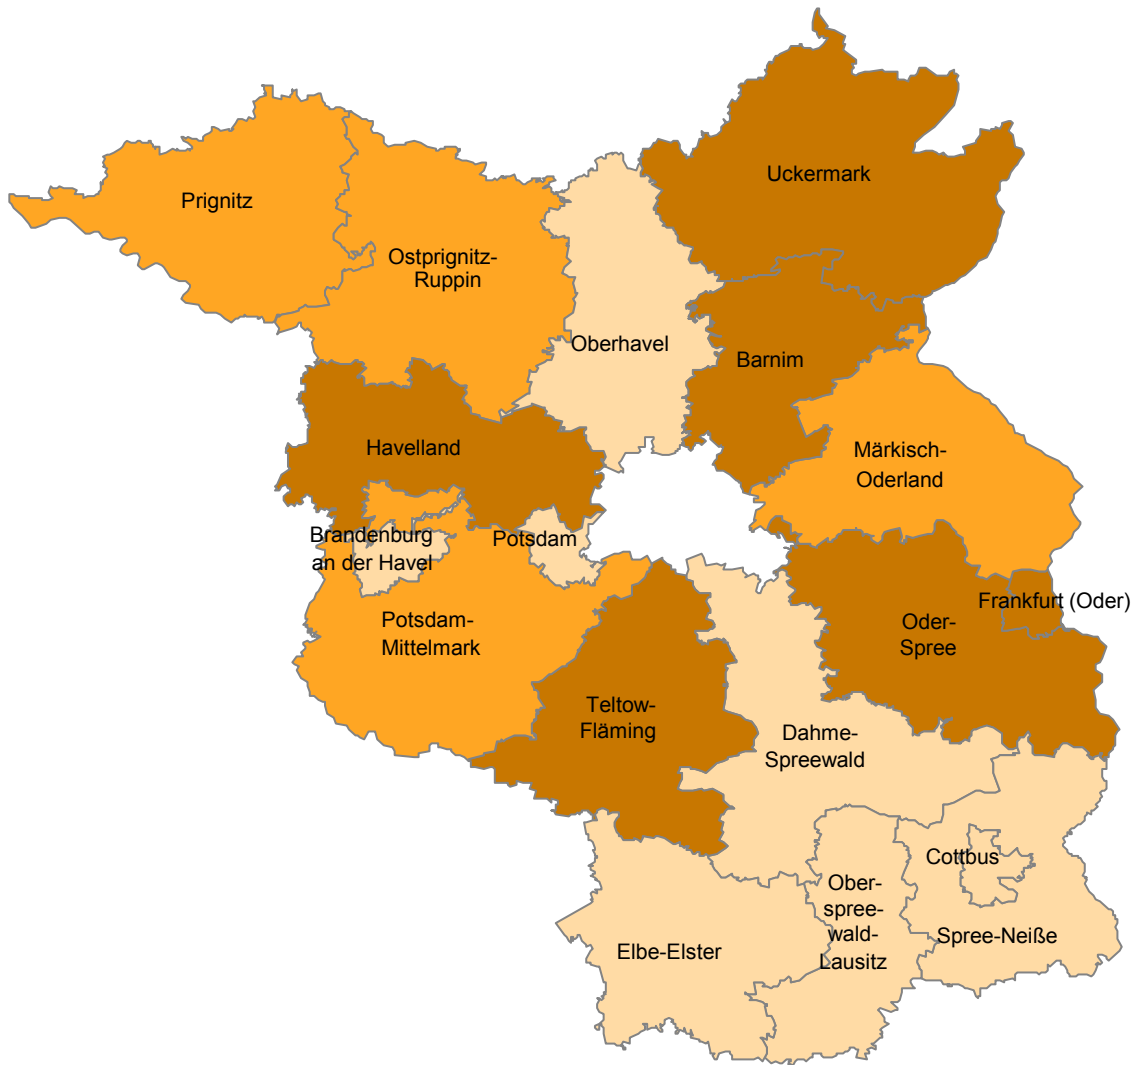 Uckermark
Prignitz
Ostprignitz-
Ruppin
Oberhavel
Barnim
Havelland
Märkisch-
Oderland
Brandenburg
an der Havel
Potsdam
Frankfurt (Oder)
Potsdam-
Mittelmark
Oder-
Spree
Teltow-
Fläming
Dahme-
Spreewald
Cottbus
Ober-
spree-
wald-
Lausitz
Spree-Neiße
Elbe-Elster